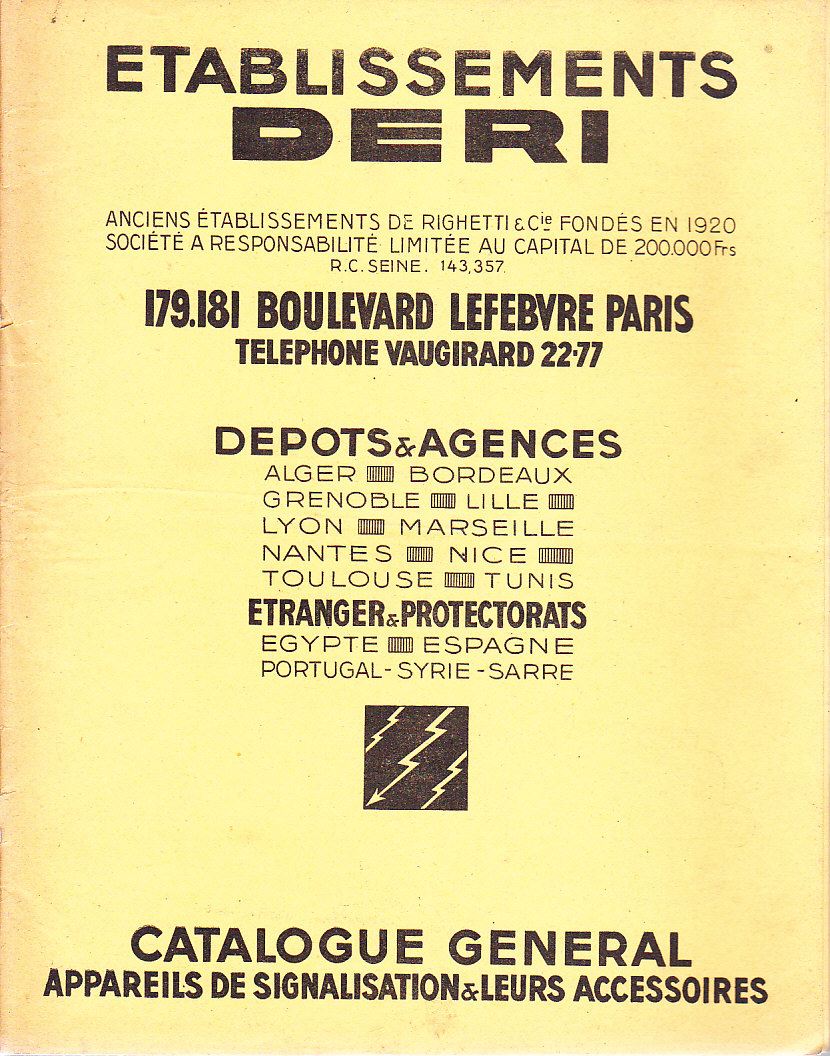 ETABLISSEMENTS
DERI
ANCIENS ÉTABLISSEMENTS DE RIGHETTI & Cie FONDÉS EN 1920
SOCIÉTÉ A RESPONSABILITÉ LIMITÉE AU CAPITAL DE 200.000 Frs
R.C. SEINE. 143,357.
179.181 BOULEVARD LEFEBVRE PARIS
TELEPHONE VAUGIRARD 22-77
DEPOTS & AGENCES
ALGER BORDEAUX
GRENOBLE LILLE
LYON MARSEILLE
NANTES NICE
TOULOUSE TUNIS
ETRANGER & PROTECTORATS
EGYPTE ESPAGNE
PORTUGAL - SYRIE - SARRE
CATALOGUE GENERAL
APPAREILS DE SIGNALISATION & LEURS ACCESSOIRES